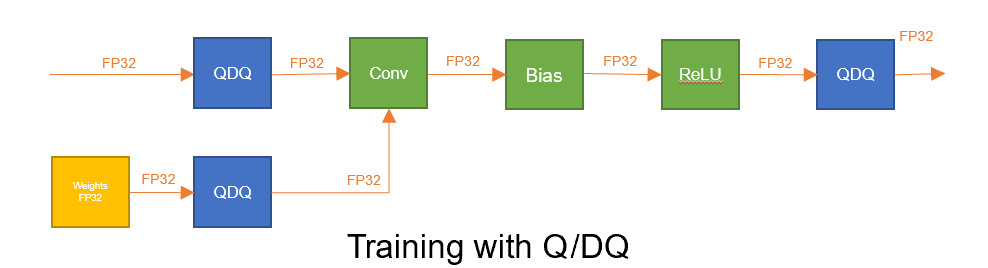 FP32
QDQ
FP32
Conv
FP32
Bias
FP32
ReLU
FP32
QDQ
FP32
Weights
FP32
FP32
QDQ
FP32
Training with Q/DQ